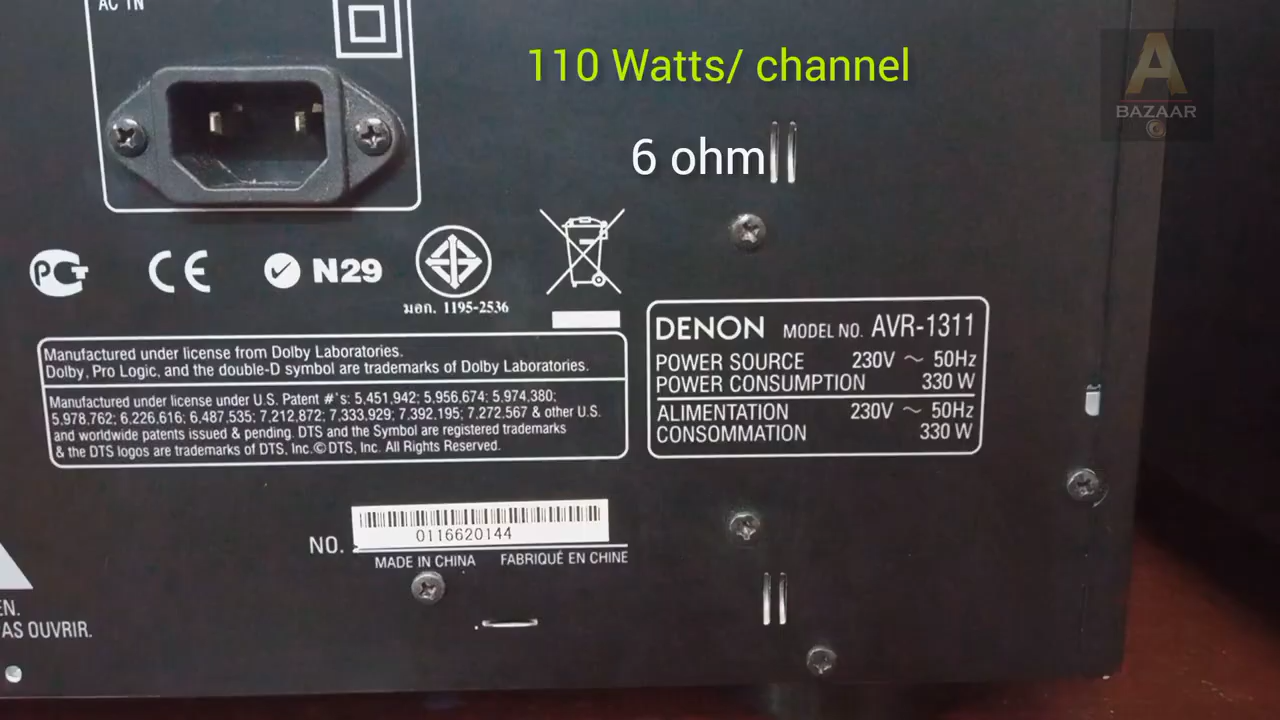 AC IN
110 Watts/ channel
A
BAZAAR
6 ohm
PCT
CE
N29
มอก. 1195-2536
DENON MODEL NO. AVR-1311
POWER SOURCE 230V ~ 50Hz
POWER CONSUMPTION 330 W
ALIMENTATION 230V ~ 50Hz
CONSOMMATION 330 W
Manufactured under license from Dolby Laboratories.
Dolby, Pro Logic, and the double-D symbol are trademarks of Dolby Laboratories.
Manufactured under license under U.S. Patent #'s: 5,451,942; 5,956,674; 5,974,380;
5,978,762; 6,226,616; 6,487,535; 7,212,872; 7,333,929; 7,392,195; 7,272,567 & other U.S.
and worldwide patents issued & pending. DTS and the Symbol are registered trademarks
& the DTS logos are trademarks of DTS, Inc.© DTS, Inc. All Rights Reserved.
NO. 0116620144
MADE IN CHINA FABRIQUÉ EN CHINE
EN.
AS OUVRIR.